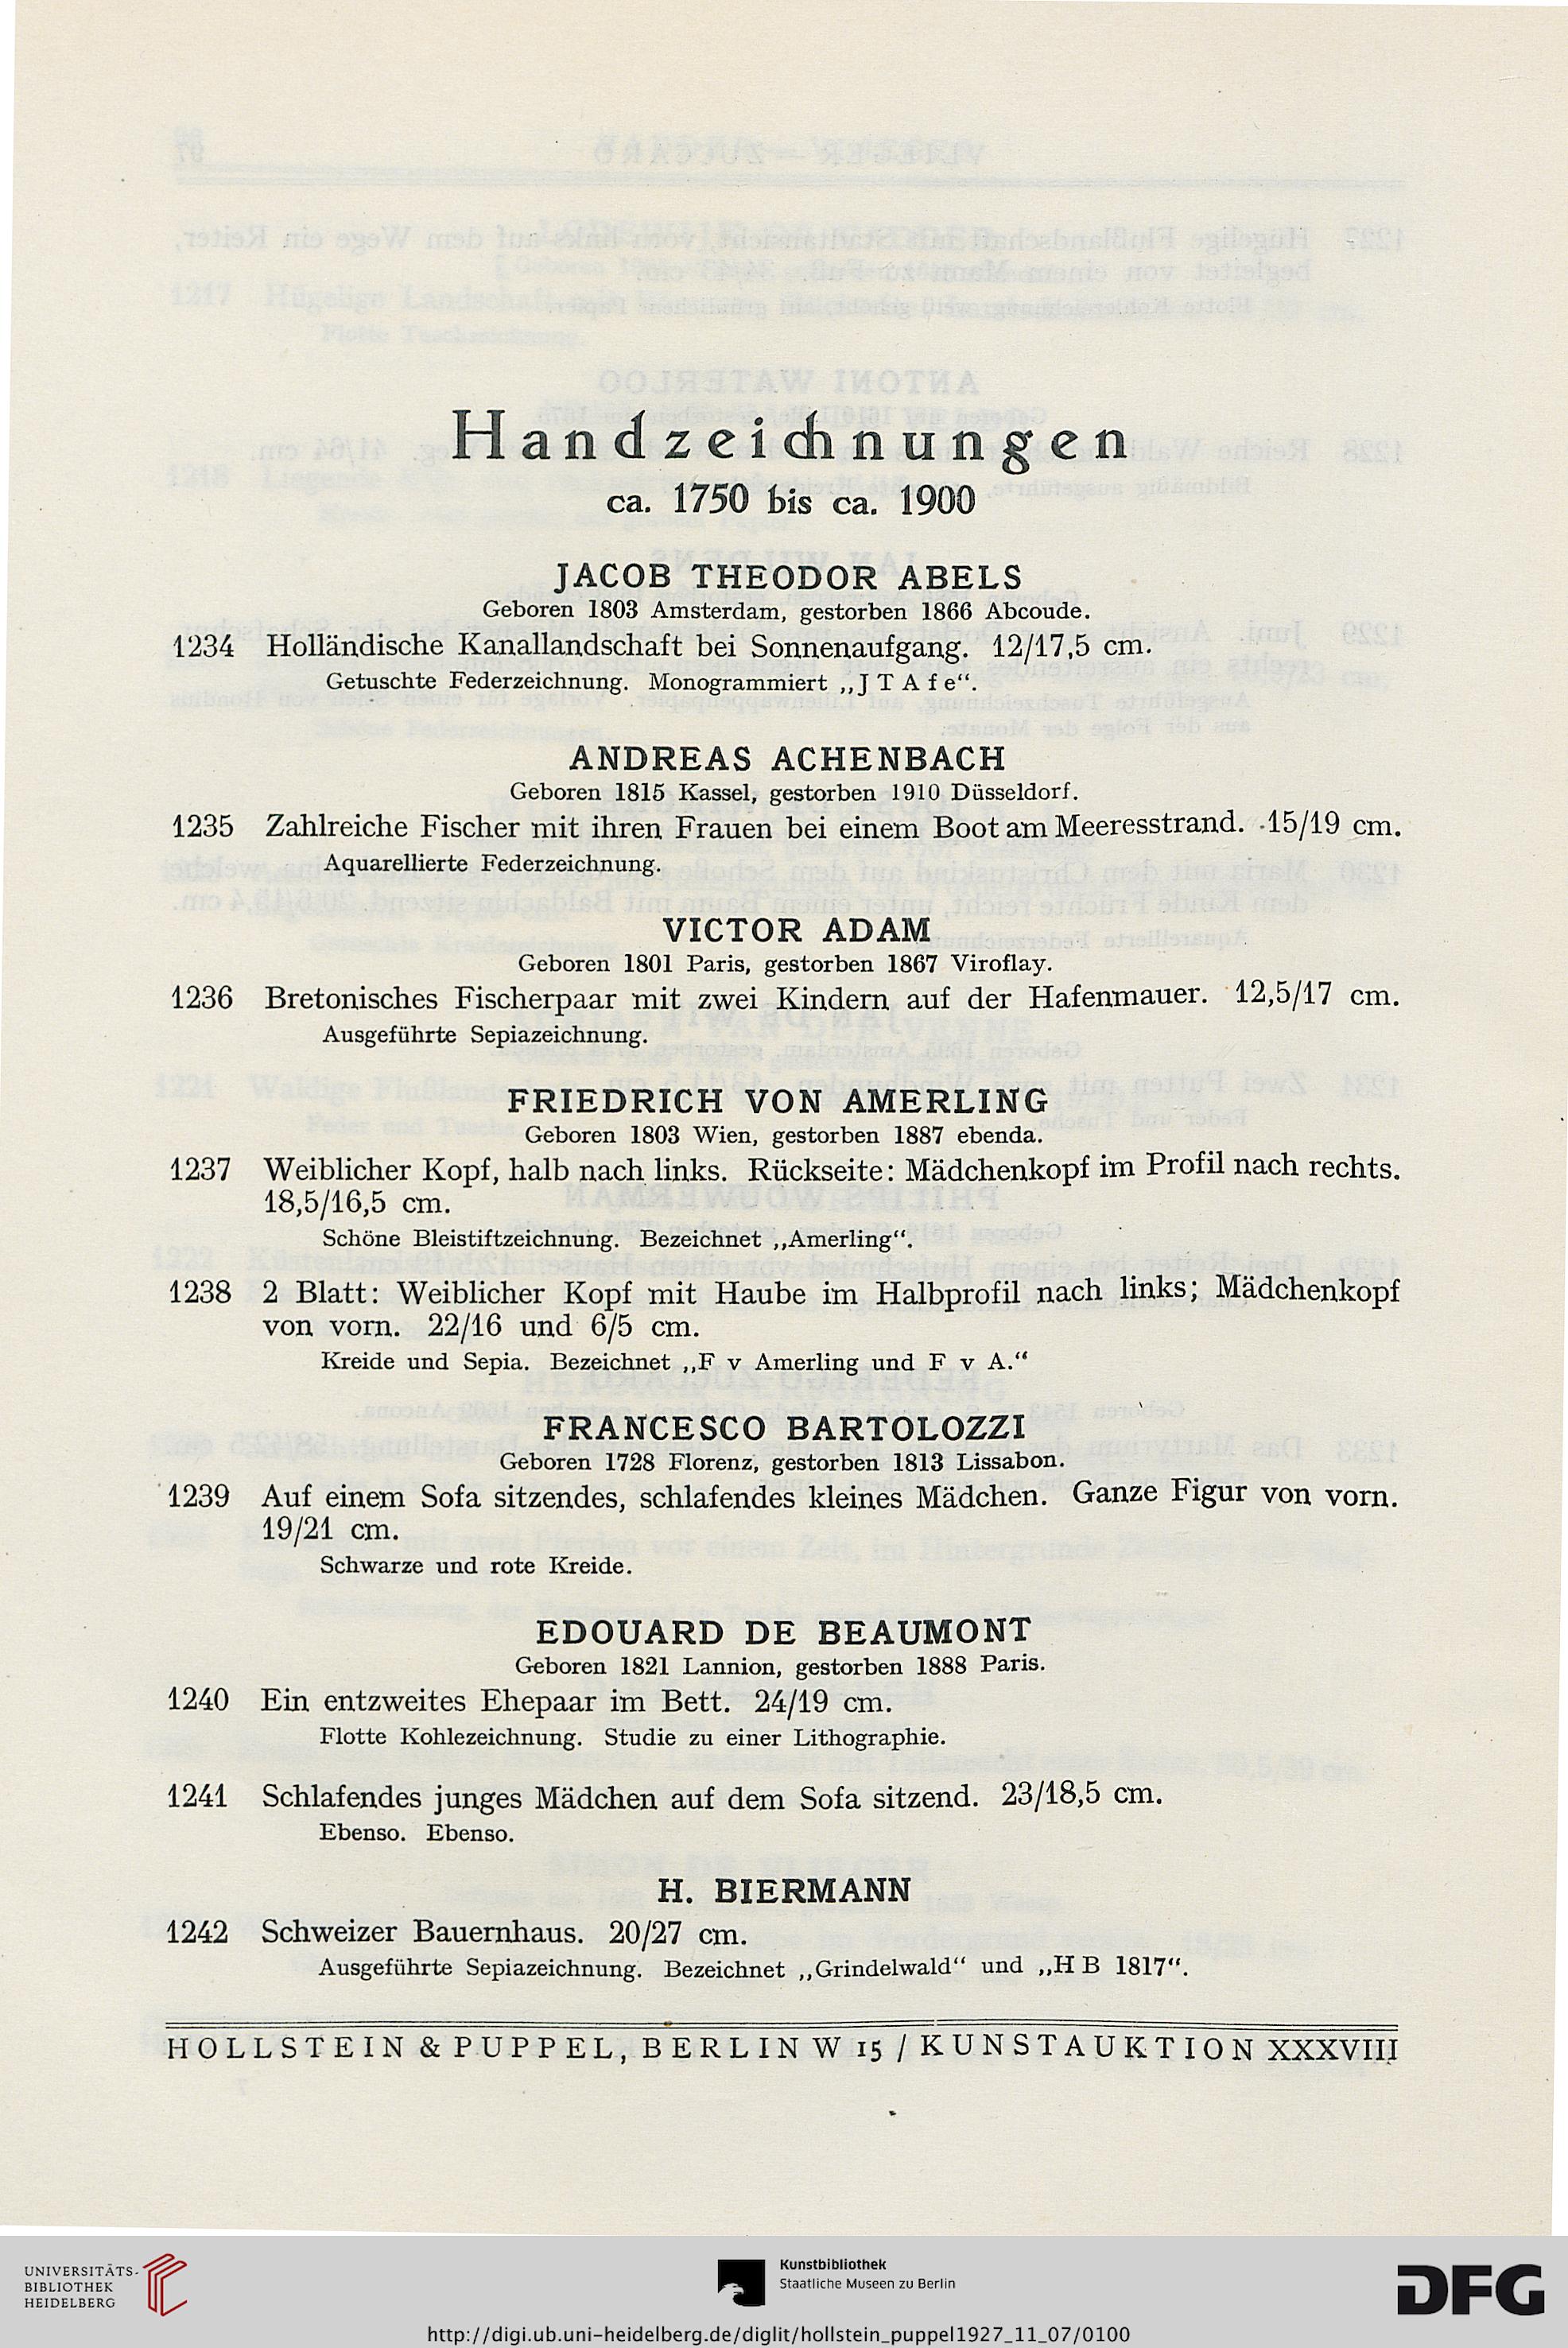 Handzeichnungen
ca. 1750 bis ca. 1900
JACOB THEODOR ABELS
Geboren 1803 Amsterdam, gestorben 1866 Abcoude.
1234 Holländische Kanallandschaft bei Sonnenaufgang. 12/17,5 cm.
Getuschte Federzeichnung. Monogrammiert „J T A f e“.
ANDREAS ACHENBACH
Geboren 1815 Kassel, gestorben 1910 Düsseldorf.
1235 Zahlreiche Fischer mit ihren Frauen bei einem Boot am Meeresstrand. 15/19 cm.
Aquarellierte Federzeichnung.
VICTOR ADAM
Geboren 1801 Paris, gestorben 1867 Viroflay.
1236 Bretonisches Fischerpaar mit zwei Kindern auf der Hafenmauer. 12,5/17 cm.
Ausgeführte Sepiazeichnung.
FRIEDRICH VON AMERLING
Geboren 1803 Wien, gestorben 1887 ebenda.
1237 Weiblicher Kopf, halb nach links. Rückseite: Mädchenkopf im Profil nach rechts.
18,5/16,5 cm.
Schöne Bleistiftzeichnung. Bezeichnet „Amerling“.
1238 2 Blatt: Weiblicher Kopf mit Haube im Halbprofil nach links; Mädchenkopf
von vorn. 22/16 und 6/5 cm.
Kreide und Sepia. Bezeichnet „F v Amerling und F v A.“
FRANCESCO BARTOLOZZI
Geboren 1728 Florenz, gestorben 1813 Lissabon.
1239 Auf einem Sofa sitzendes, schlafendes kleines Mädchen. Ganze Figur von vorn.
19/21 cm.
Schwarze und rote Kreide.
EDOUARD DE BEAUMONT
Geboren 1821 Lannion, gestorben 1888 Paris.
1240 Ein entzweites Ehepaar im Bett. 24/19 cm.
Flotte Kohlezeichnung. Studie zu einer Lithographie.
1241 Schlafendes junges Mädchen auf dem Sofa sitzend. 23/18,5 cm.
Ebenso. Ebenso.
H. BIERMANN
1242 Schweizer Bauernhaus. 20/27 cm.
Ausgeführte Sepiazeichnung. Bezeichnet „Grindelwald“ und „H B 1817“.
HOLLSTEIN & PUPPEL, BERLIN W 15 / KUNSTAUKTION XXXVIII
UNIVERSITÄTS-
BIBLIOTHEK
HEIDELBERG
Kunstbibliothek
Staatliche Museen zu Berlin
DFG
http://digi.ub.uni-heidelberg.de/diglit/hollstein_puppel1927_11_07/0100